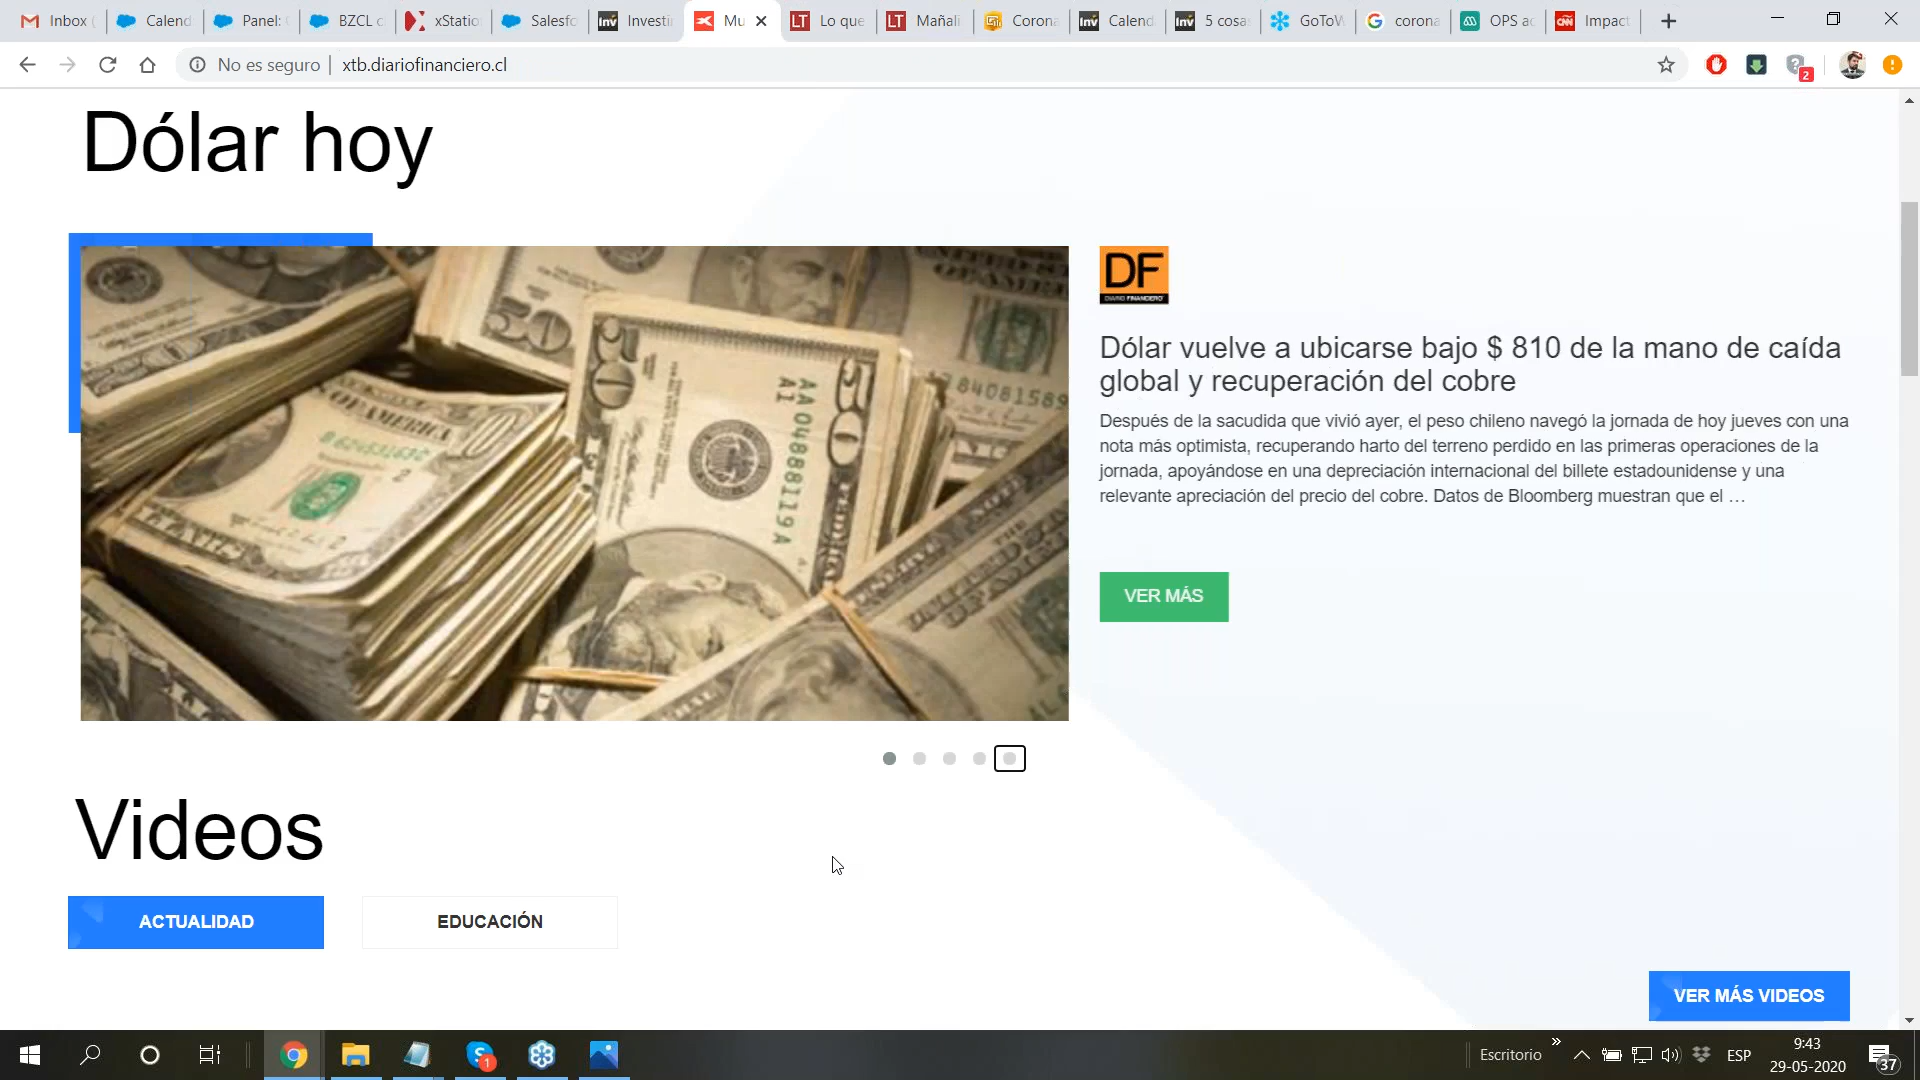 Inbox
Calend
Panel:
BZCL c
xStatio
Salesfo
Investi
Mu
Lo que
Mañali
Corona
Calend
5 cosa
GoToW
corona
OPS ac
Impact
No es seguro
xtb.diariofinanciero.cl
2
Dólar hoy
DF
DIARIO FINANCIERO
Dólar vuelve a ubicarse bajo $ 810 de la mano de caída
global y recuperación del cobre
Después de la sacudida que vivió ayer, el peso chileno navegó la jornada de hoy jueves con una
nota más optimista, recuperando harto del terreno perdido en las primeras operaciones de la
jornada, apoyándose en una depreciación internacional del billete estadounidense y una
relevante apreciación del precio del cobre. Datos de Bloomberg muestran que el …
VER MÁS
Videos
ACTUALIDAD
EDUCACIÓN
VER MÁS VIDEOS
1
Escritorio
ESP
9:43
29-05-2020
37